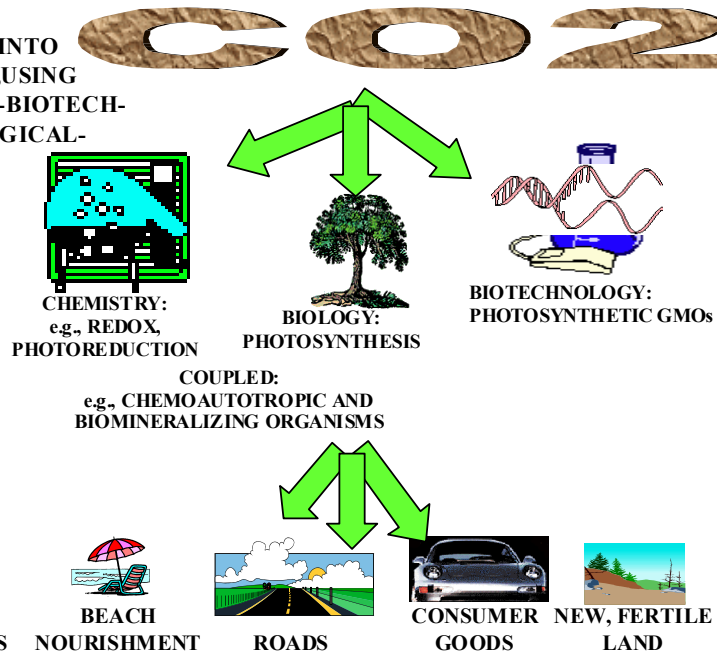 CO2
INTO
USING
-BIOTECH-
GICAL-
CHEMISTRY:
e.g., REDOX,
PHOTOREDUCTION
BIOLOGY:
PHOTOSYNTHESIS
BIOTECHNOLOGY:
PHOTOSYNTHETIC GMOs
COUPLED:
e.g., CHEMOAUTOTROPIC AND
BIOMINERALIZING ORGANISMS
S
BEACH
NOURISHMENT
ROADS
CONSUMER
GOODS
NEW, FERTILE
LAND